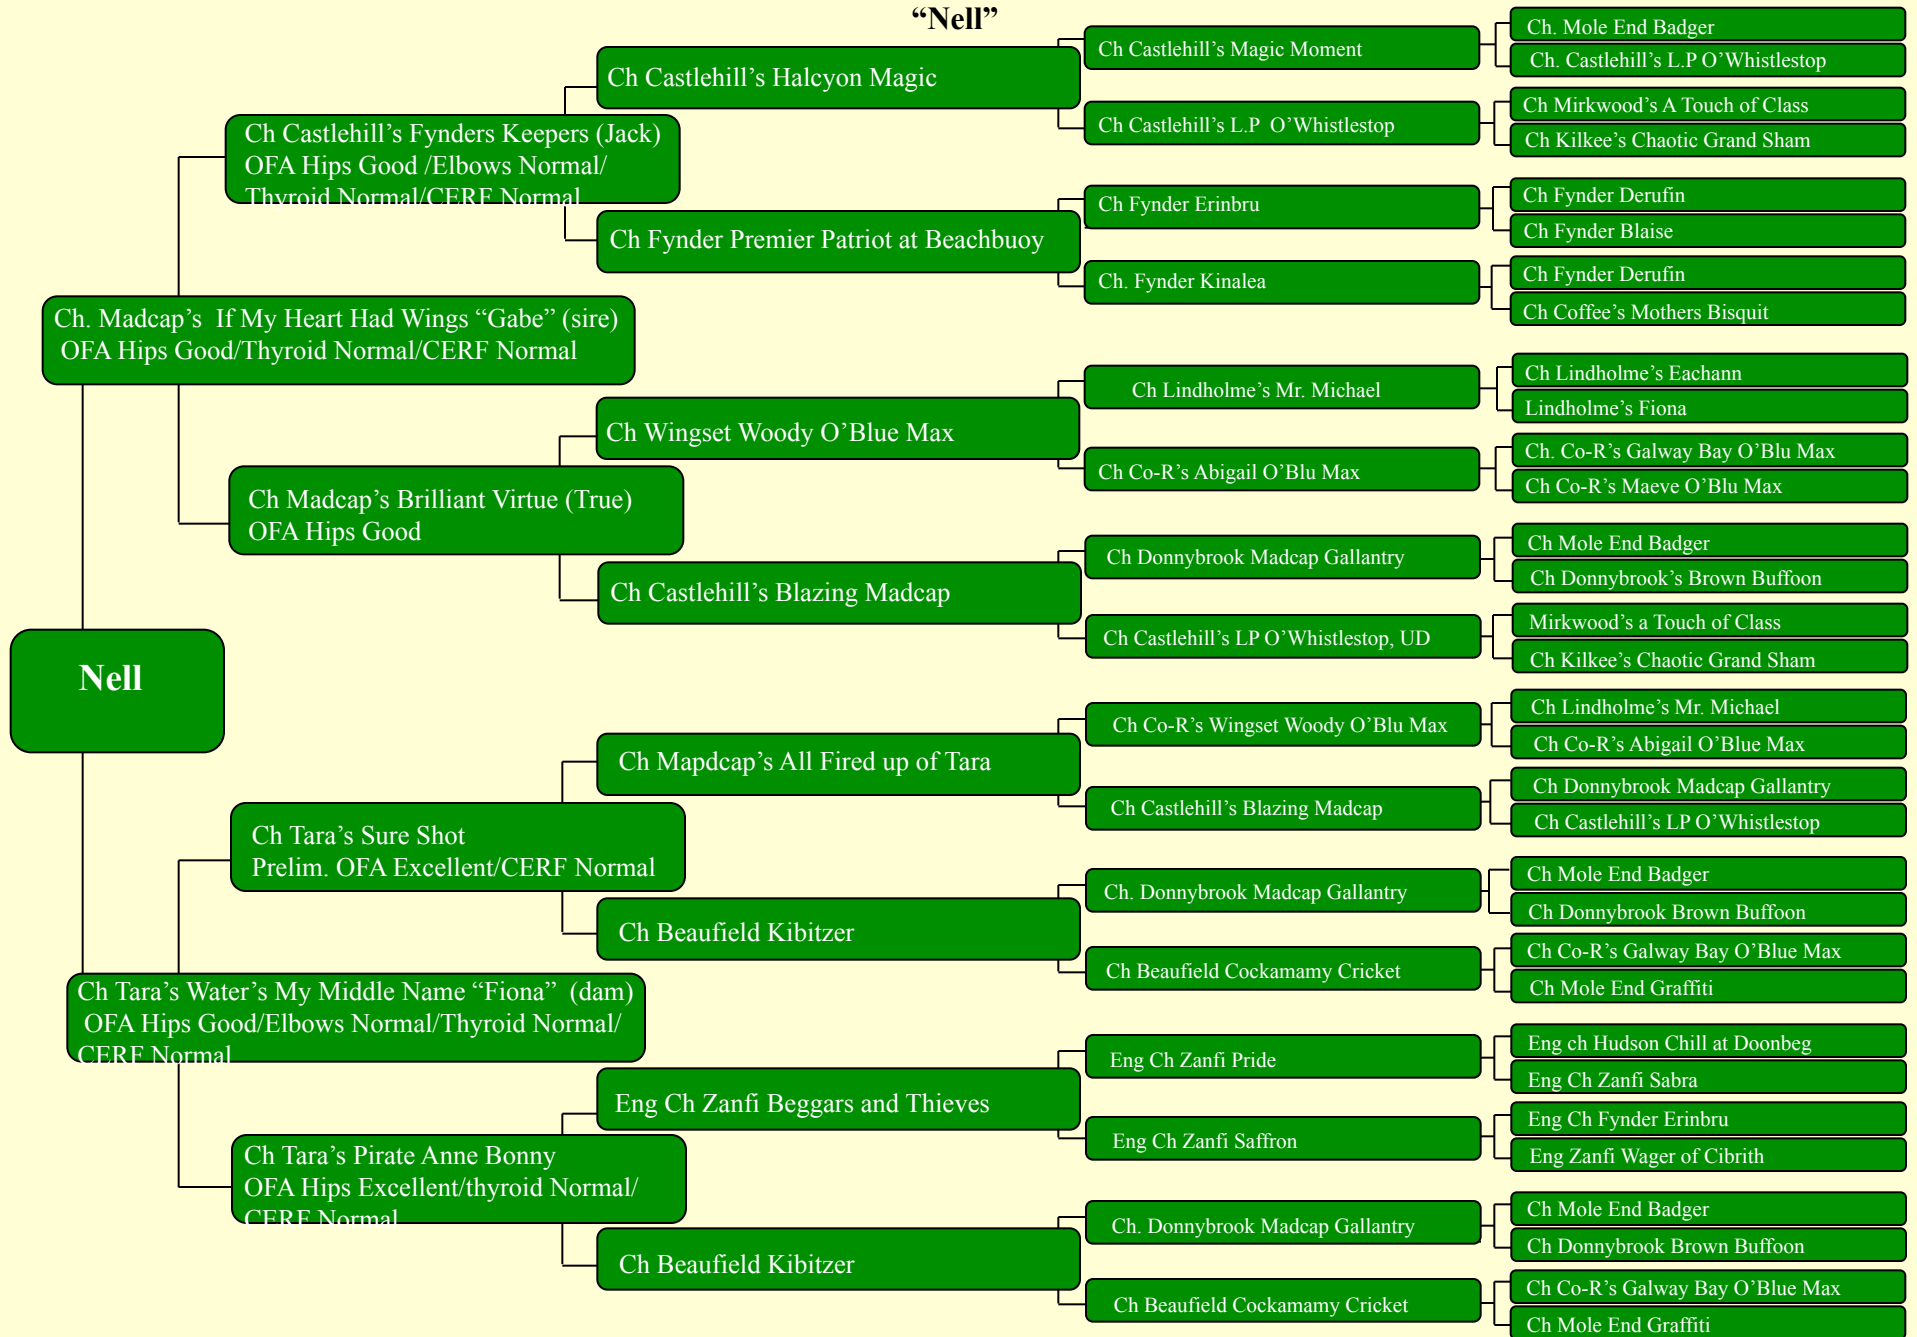 “Nell”
Nell
Ch. Madcap’s If My Heart Had Wings “Gabe” (sire)
OFA Hips Good/Thyroid Normal/CERF Normal
Ch Tara’s Water’s My Middle Name “Fiona” (dam)
OFA Hips Good/Elbows Normal/Thyroid Normal/
CERF Normal
Ch Castlehill’s Fynders Keepers (Jack)
OFA Hips Good /Elbows Normal/
Thyroid Normal/CERF Normal
Ch Madcap’s Brilliant Virtue (True)
OFA Hips Good
Ch Tara’s Sure Shot
Prelim. OFA Excellent/CERF Normal
Ch Tara’s Pirate Anne Bonny
OFA Hips Excellent/thyroid Normal/
CERF Normal
Ch Castlehill’s Halcyon Magic
Ch Fynder Premier Patriot at Beachbuoy
Ch Wingset Woody O’Blue Max
Ch Castlehill’s Blazing Madcap
Ch Mapdcap’s All Fired up of Tara
Ch Beaufield Kibitzer
Eng Ch Zanfi Beggars and Thieves
Ch Beaufield Kibitzer
Ch Castlehill’s Magic Moment
Ch Castlehill’s L.P O’Whistlestop
Ch Fynder Erinbru
Ch. Fynder Kinalea
Ch Lindholme’s Mr. Michael
Ch Co-R’s Abigail O’Blu Max
Ch Donnybrook Madcap Gallantry
Ch Castlehill’s LP O’Whistlestop, UD
Ch Co-R’s Wingset Woody O’Blu Max
Ch Castlehill’s Blazing Madcap
Ch. Donnybrook Madcap Gallantry
Ch Beaufield Cockamamy Cricket
Eng Ch Zanfi Pride
Eng Ch Zanfi Saffron
Ch. Donnybrook Madcap Gallantry
Ch Beaufield Cockamamy Cricket
Ch. Mole End Badger
Ch. Castlehill’s L.P O’Whistlestop
Ch Mirkwood’s A Touch of Class
Ch Kilkee’s Chaotic Grand Sham
Ch Fynder Derufin
Ch Fynder Blaise
Ch Fynder Derufin
Ch Coffee’s Mothers Bisquit
Ch Lindholme’s Eachann
Lindholme’s Fiona
Ch. Co-R’s Galway Bay O’Blu Max
Ch Co-R’s Maeve O’Blu Max
Ch Mole End Badger
Ch Donnybrook’s Brown Buffoon
Mirkwood’s a Touch of Class
Ch Kilkee’s Chaotic Grand Sham
Ch Lindholme’s Mr. Michael
Ch Co-R’s Abigail O’Blue Max
Ch Donnybrook Madcap Gallantry
Ch Castlehill’s LP O’Whistlestop
Ch Mole End Badger
Ch Donnybrook Brown Buffoon
Ch Co-R’s Galway Bay O’Blue Max
Ch Mole End Graffiti
Eng ch Hudson Chill at Doonbeg
Eng Ch Zanfi Sabra
Eng Ch Fynder Erinbru
Eng Zanfi Wager of Cibrith
Ch Mole End Badger
Ch Donnybrook Brown Buffoon
Ch Co-R’s Galway Bay O’Blue Max
Ch Mole End Graffiti